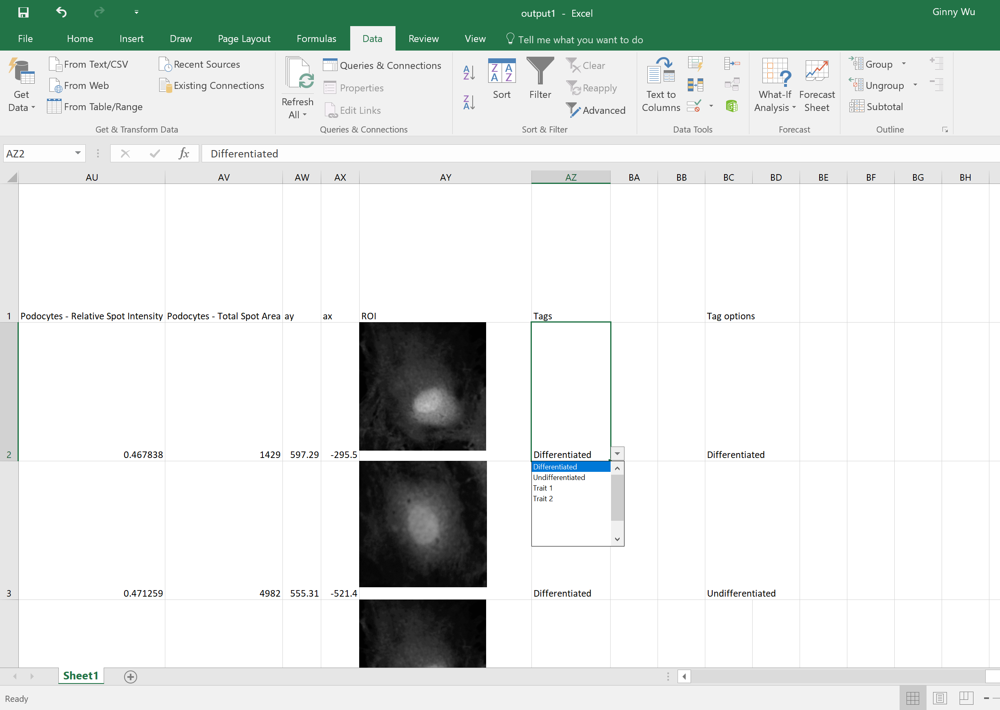 output1 - Excel
Ginny Wu
File Home Insert Draw Page Layout Formulas Data Review View Tell me what you want to do
Get Data
From Text/CSV
From Web
From Table/Range
Recent Sources
Existing Connections
Get & Transform Data
Refresh All
Queries & Connections
Properties
Edit Links
Queries & Connections
Sort
Filter
Clear
Reapply
Advanced
Sort & Filter
Text to Columns
Data Tools
What-If Analysis
Forecast Sheet
Forecast
Group
Ungroup
Subtotal
Outline
AZ2 fx Differentiated
AU AV AW AX AY AZ BA BB BC BD BE BF BG BH
1 Podocytes - Relative Spot Intensity Podocytes - Total Spot Area ay ax ROI Tags Tag options
2 0.467838 1429 597.29 -295.5 Differentiated Differentiated
Differentiated
Undifferentiated
Trait 1
Trait 2
3 0.471259 4982 555.31 -521.4 Differentiated Undifferentiated
Sheet1
Ready